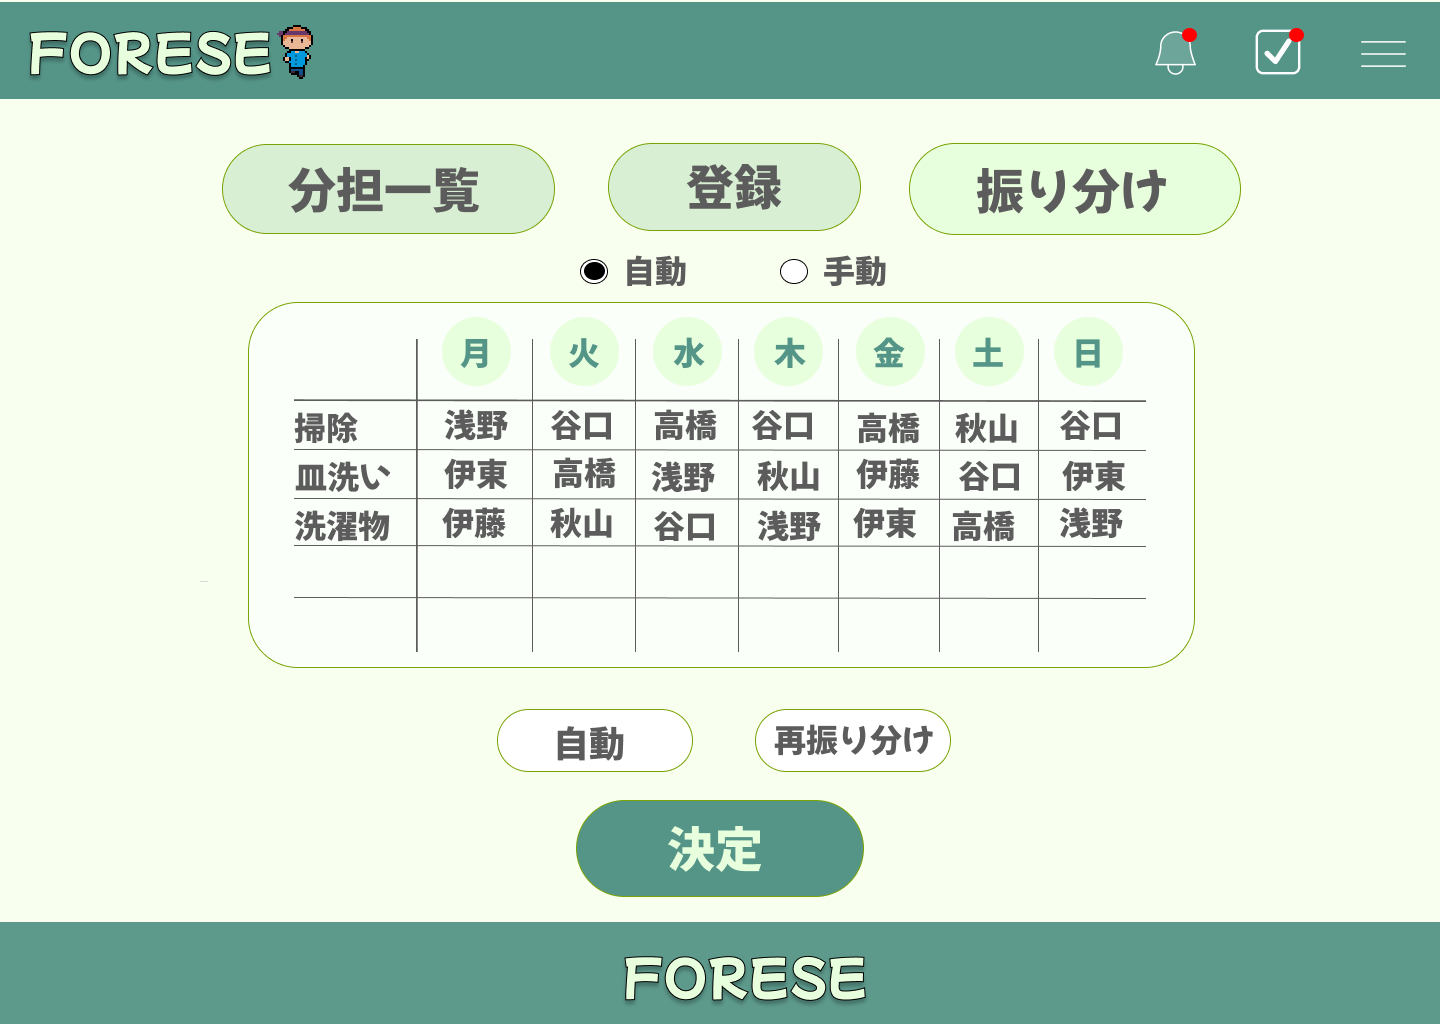 FORESE
分担一覧 登録 振り分け
自動 手動
月 火 水 木 金 土 日
掃除 浅野 谷口 高橋 谷口 高橋 秋山 谷口
皿洗い 伊東 高橋 浅野 秋山 伊藤 谷口 伊東
洗濯物 伊藤 秋山 谷口 浅野 伊東 高橋 浅野
自動 再振り分け
決定
FORESE